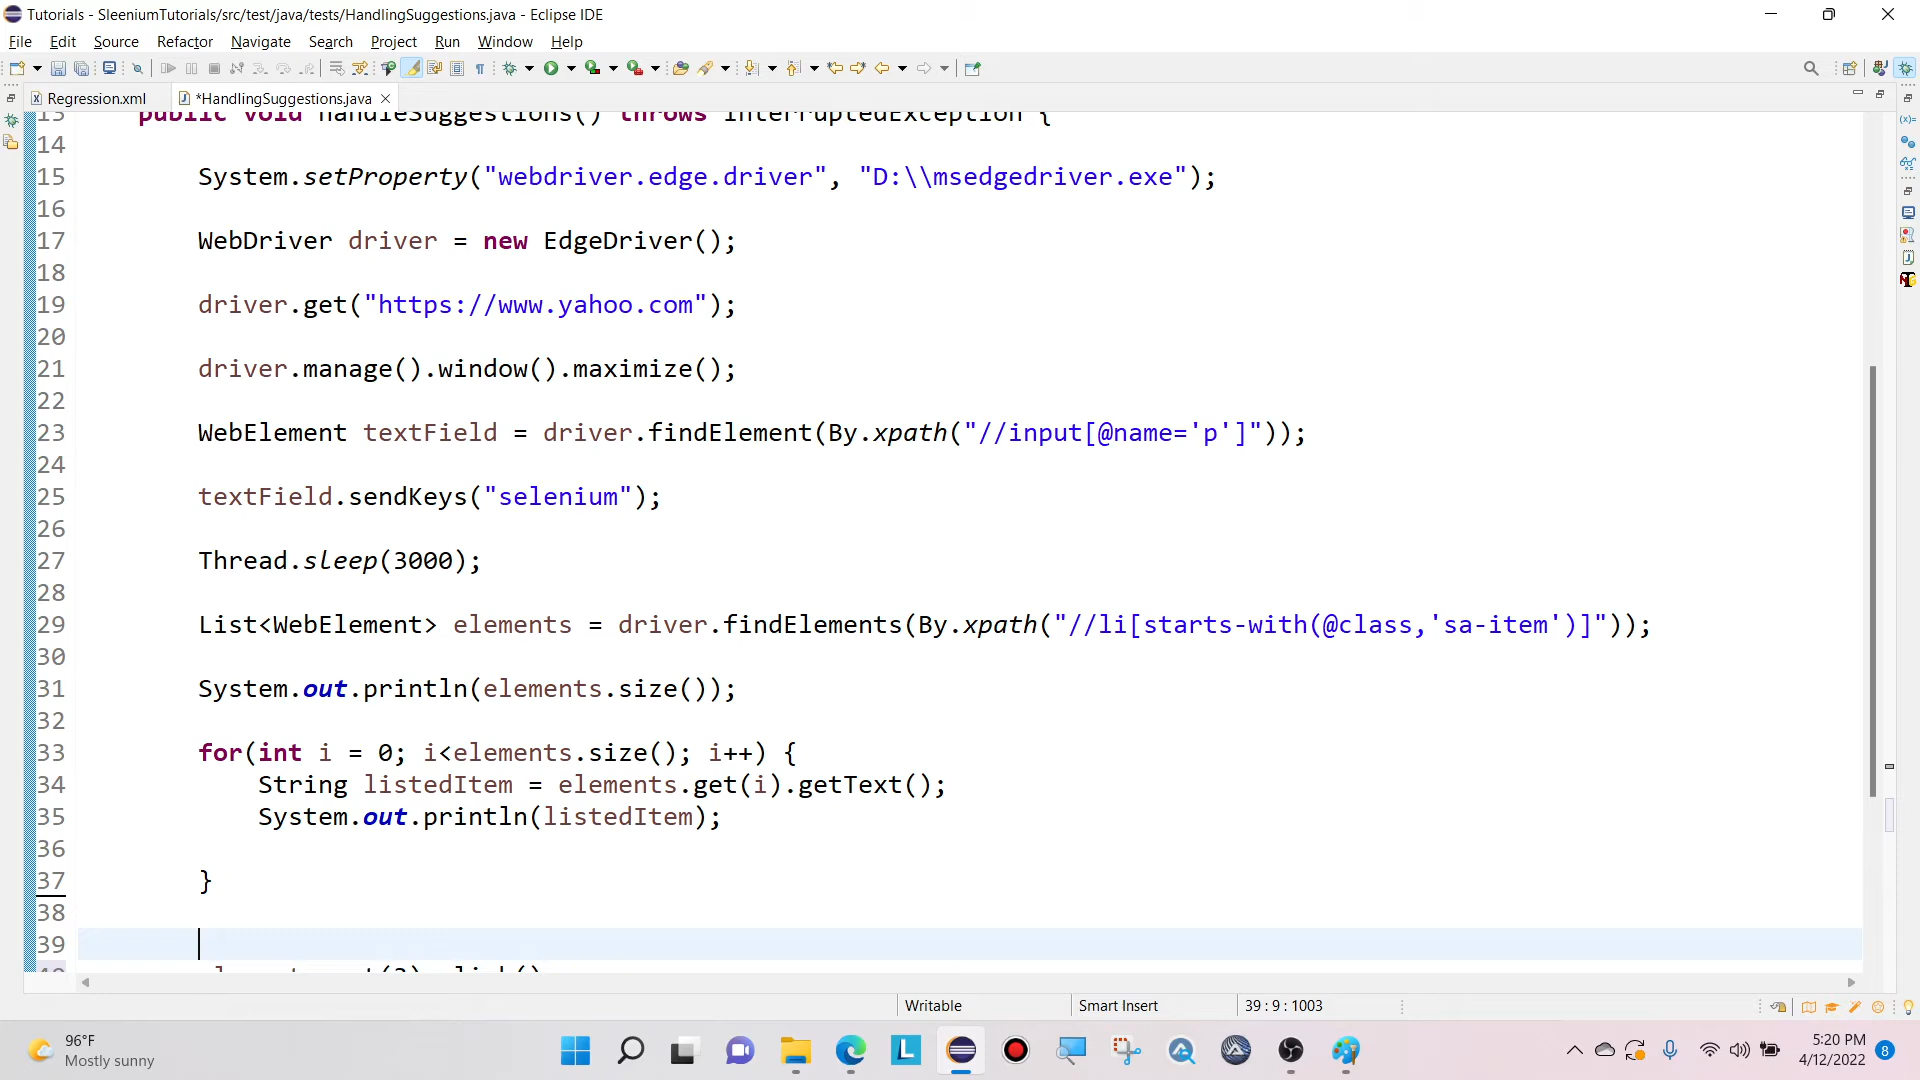 Tutorials - SleeniumTutorials/src/test/java/tests/HandlingSuggestions.java - Eclipse IDE
File Edit Source Refactor Navigate Search Project Run Window Help
Regression.xml *HandlingSuggestions.java
13 public void handleSuggestions() throws InterruptedException {
14
15 System.setProperty("webdriver.edge.driver", "D:\\msedgedriver.exe");
16
17 WebDriver driver = new EdgeDriver();
18
19 driver.get("https://www.yahoo.com");
20
21 driver.manage().window().maximize();
22
23 WebElement textField = driver.findElement(By.xpath("//input[@name='p']"));
24
25 textField.sendKeys("selenium");
26
27 Thread.sleep(3000);
28
29 List<WebElement> elements = driver.findElements(By.xpath("//li[starts-with(@class,'sa-item')]"));
30
31 System.out.println(elements.size());
32
33 for(int i = 0; i<elements.size(); i++) {
34 String listedItem = elements.get(i).getText();
35 System.out.println(listedItem);
36
37 }
38
39
Writable Smart Insert 39 : 9 : 1003
96°F
Mostly sunny
5:20 PM
4/12/2022 8